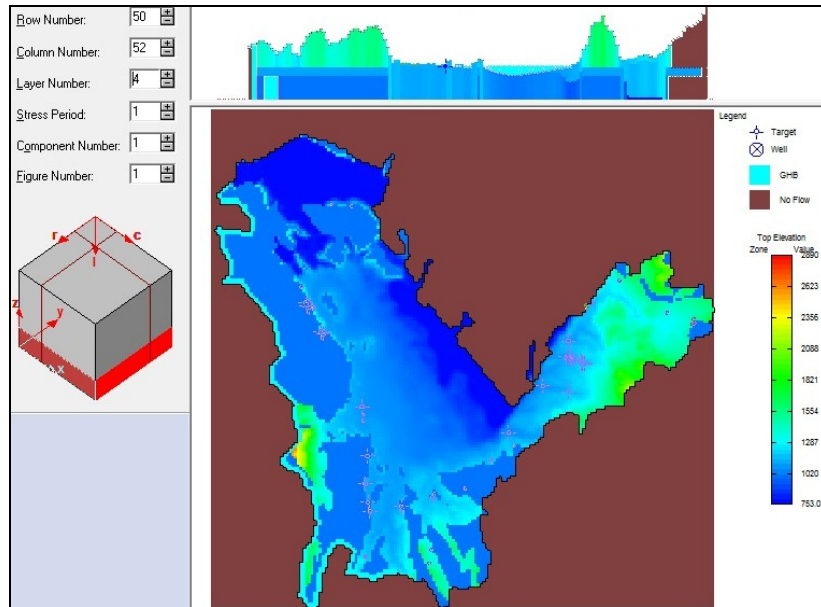 Row Number: 50
Column Number: 52
Layer Number: 4
Stress Period: 1
Component Number: 1
Figure Number: 1
r c
l
z
y
x
Legend
Target
Well
GHB
No Flow
Top Elevation
Zone Value
2890
2623
2356
2089
1821
1554
1287
1020
753.0